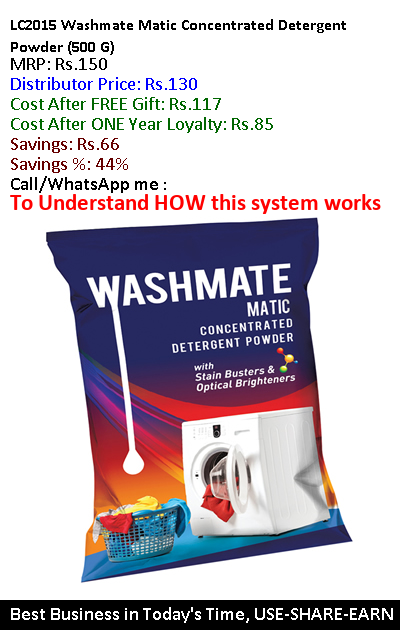 LC2015 Washmate Matic Concentrated Detergent
Powder (500 G)
MRP: Rs.150
Distributor Price: Rs.130
Cost After FREE Gift: Rs.117
Cost After ONE Year Loyalty: Rs.85
Savings: Rs.66
Savings %: 44%
Call/WhatsApp me :
To Understand HOW this system works
WASHMATE
MATIC
CONCENTRATED
DETERGENT POWDER
with
Stain Busters &
Optical Brighteners
Best Business in Today's Time, USE-SHARE-EARN